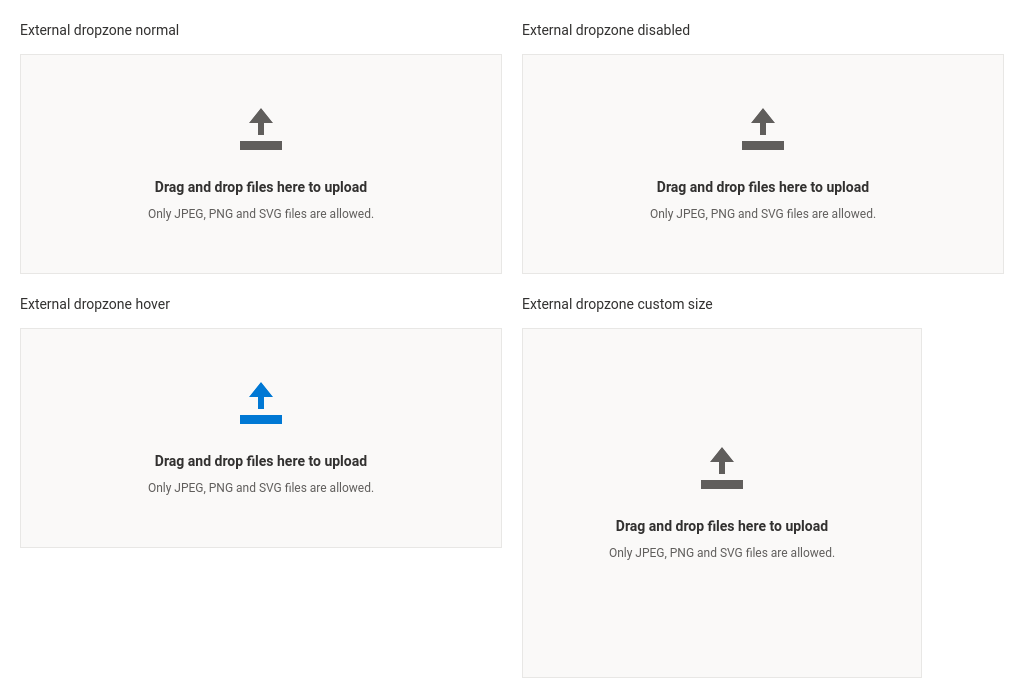 External dropzone normal
Drag and drop files here to upload
Only JPEG, PNG and SVG files are allowed.
External dropzone disabled
Drag and drop files here to upload
Only JPEG, PNG and SVG files are allowed.
External dropzone hover
Drag and drop files here to upload
Only JPEG, PNG and SVG files are allowed.
External dropzone custom size
Drag and drop files here to upload
Only JPEG, PNG and SVG files are allowed.